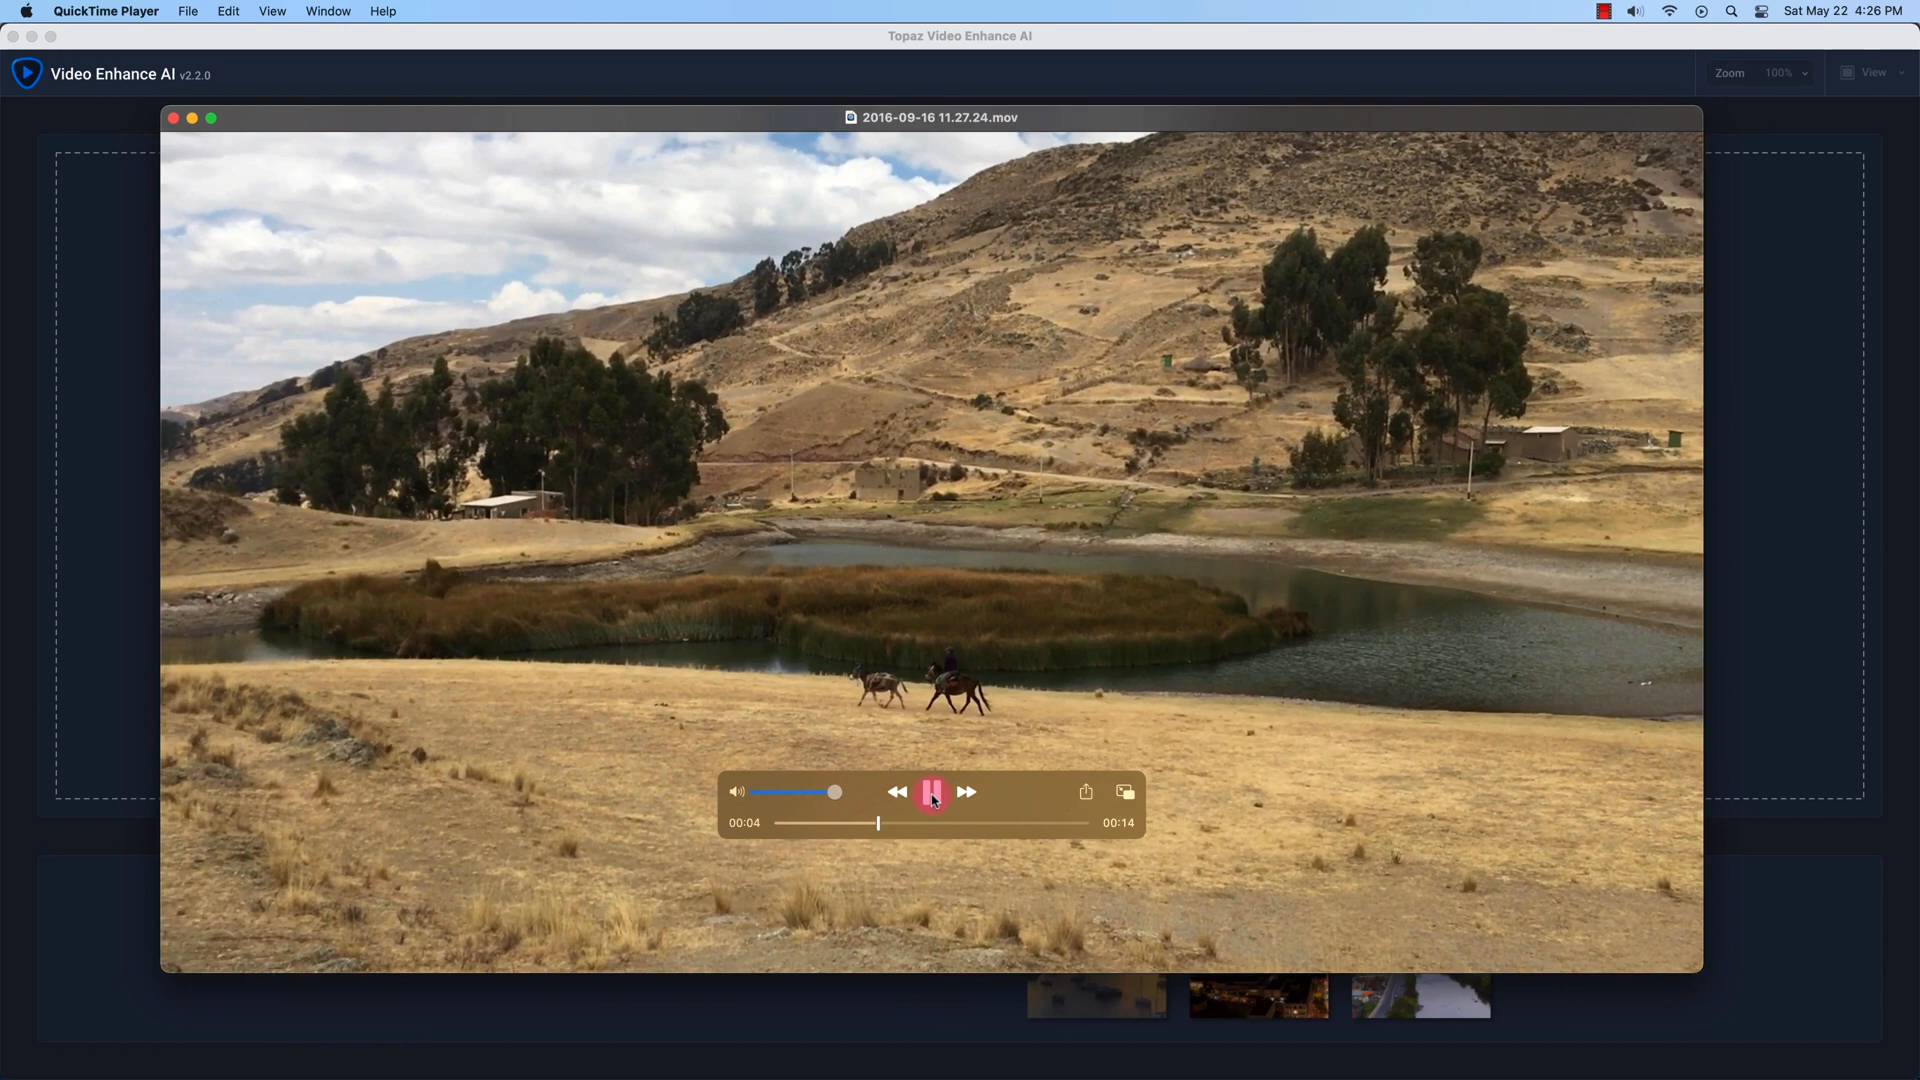 QuickTime Player File Edit View Window Help Sat May 22 4:26 PM
Topaz Video Enhance AI
Video Enhance AI v2.2.0
Zoom 100% View
2016-09-16 11.27.24.mov
00:04 00:14